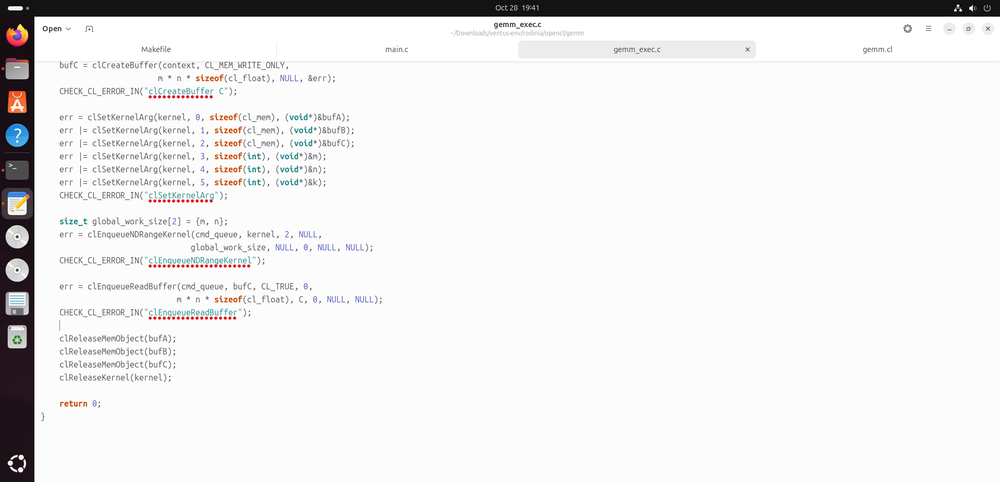 Oct 28  19:41
Open
gemm_exec.c
~/Downloads/ventus-env/rodinia/opencl/gemm
Makefile
main.c
gemm_exec.c
gemm.cl
    bufC = clCreateBuffer(context, CL_MEM_WRITE_ONLY,
                         m * n * sizeof(cl_float), NULL, &err);
    CHECK_CL_ERROR_IN("clCreateBuffer C");

    err = clSetKernelArg(kernel, 0, sizeof(cl_mem), (void*)&bufA);
    err |= clSetKernelArg(kernel, 1, sizeof(cl_mem), (void*)&bufB);
    err |= clSetKernelArg(kernel, 2, sizeof(cl_mem), (void*)&bufC);
    err |= clSetKernelArg(kernel, 3, sizeof(int), (void*)&m);
    err |= clSetKernelArg(kernel, 4, sizeof(int), (void*)&n);
    err |= clSetKernelArg(kernel, 5, sizeof(int), (void*)&k);
    CHECK_CL_ERROR_IN("clSetKernelArg");

    size_t global_work_size[2] = {m, n};
    err = clEnqueueNDRangeKernel(cmd_queue, kernel, 2, NULL,
                                global_work_size, NULL, 0, NULL, NULL);
    CHECK_CL_ERROR_IN("clEnqueueNDRangeKernel");

    err = clEnqueueReadBuffer(cmd_queue, bufC, CL_TRUE, 0,
                             m * n * sizeof(cl_float), C, 0, NULL, NULL);
    CHECK_CL_ERROR_IN("clEnqueueReadBuffer");

    clReleaseMemObject(bufA);
    clReleaseMemObject(bufB);
    clReleaseMemObject(bufC);
    clReleaseKernel(kernel);

    return 0;
}